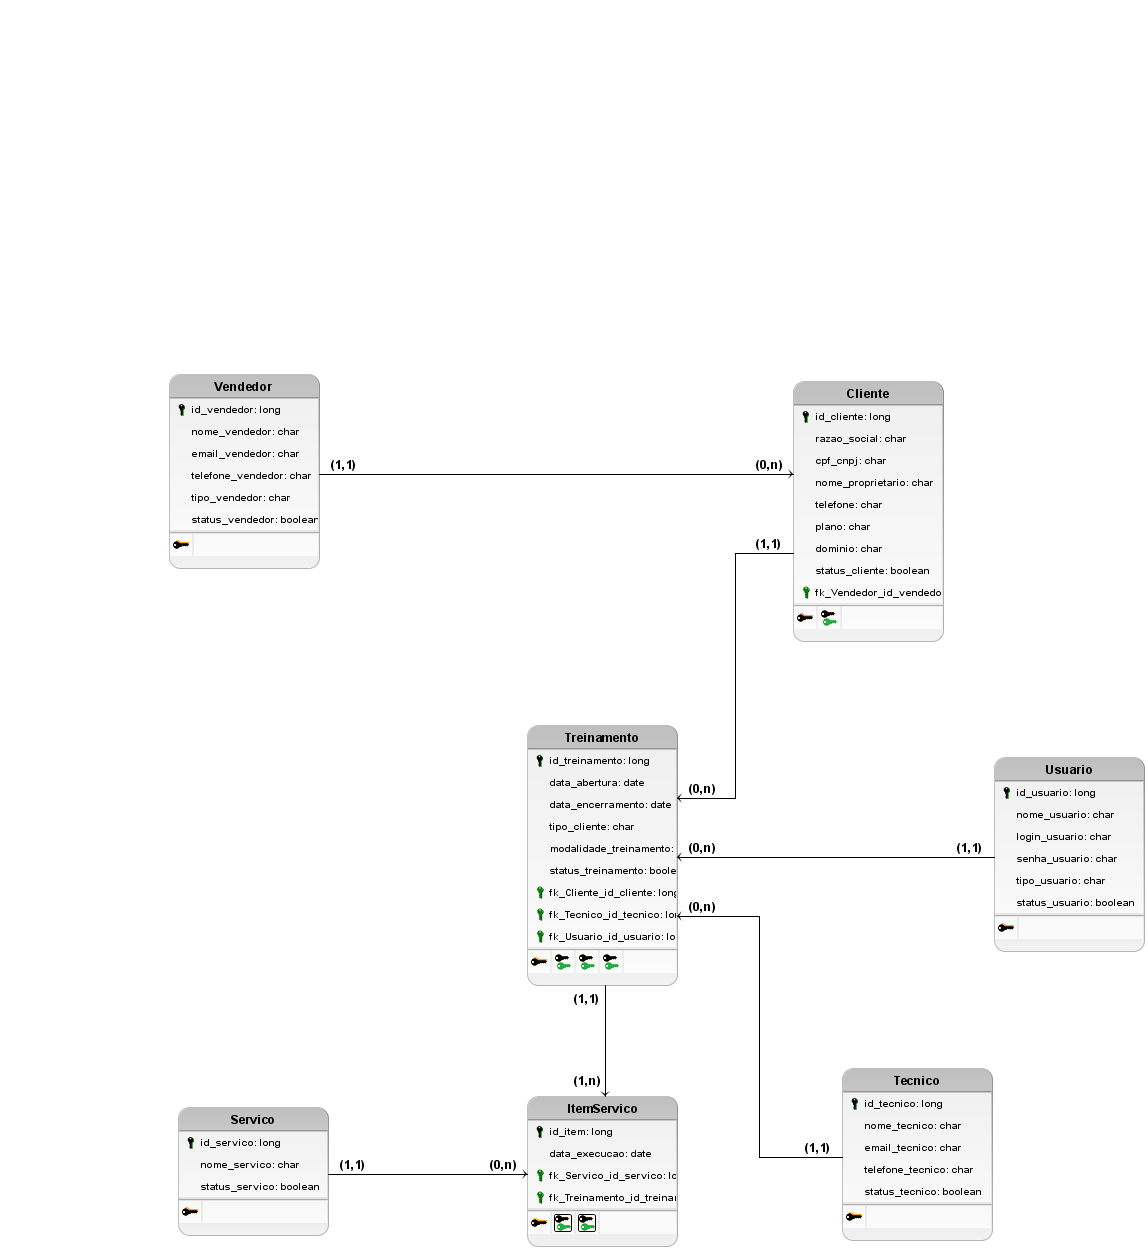 Vendedor
id_vendedor: long
nome_vendedor: char
email_vendedor: char
telefone_vendedor: char
tipo_vendedor: char
status_vendedor: boolean
(1,1)
(0,n)
Cliente
id_cliente: long
razao_social: char
cpf_cnpj: char
nome_proprietario: char
telefone: char
plano: char
dominio: char
status_cliente: boolean
fk_Vendedor_id_vendedo
(1,1)
Treinamento
id_treinamento: long
data_abertura: date
data_encerramento: date
tipo_cliente: char
modalidade_treinamento:
status_treinamento: boole
fk_Cliente_id_cliente: long
fk_Tecnico_id_tecnico: lo
fk_Usuario_id_usuario: lo
(0,n)
(0,n)
(0,n)
(1,1)
Usuario
id_usuario: long
nome_usuario: char
login_usuario: char
senha_usuario: char
tipo_usuario: char
status_usuario: boolean
(1,1)
(1,n)
Servico
id_servico: long
nome_servico: char
status_servico: boolean
(1,1)
(0,n)
ItemServico
id_item: long
data_execucao: date
fk_Servico_id_servico: lo
fk_Treinamento_id_treina
(1,1)
Tecnico
id_tecnico: long
nome_tecnico: char
email_tecnico: char
telefone_tecnico: char
status_tecnico: boolean